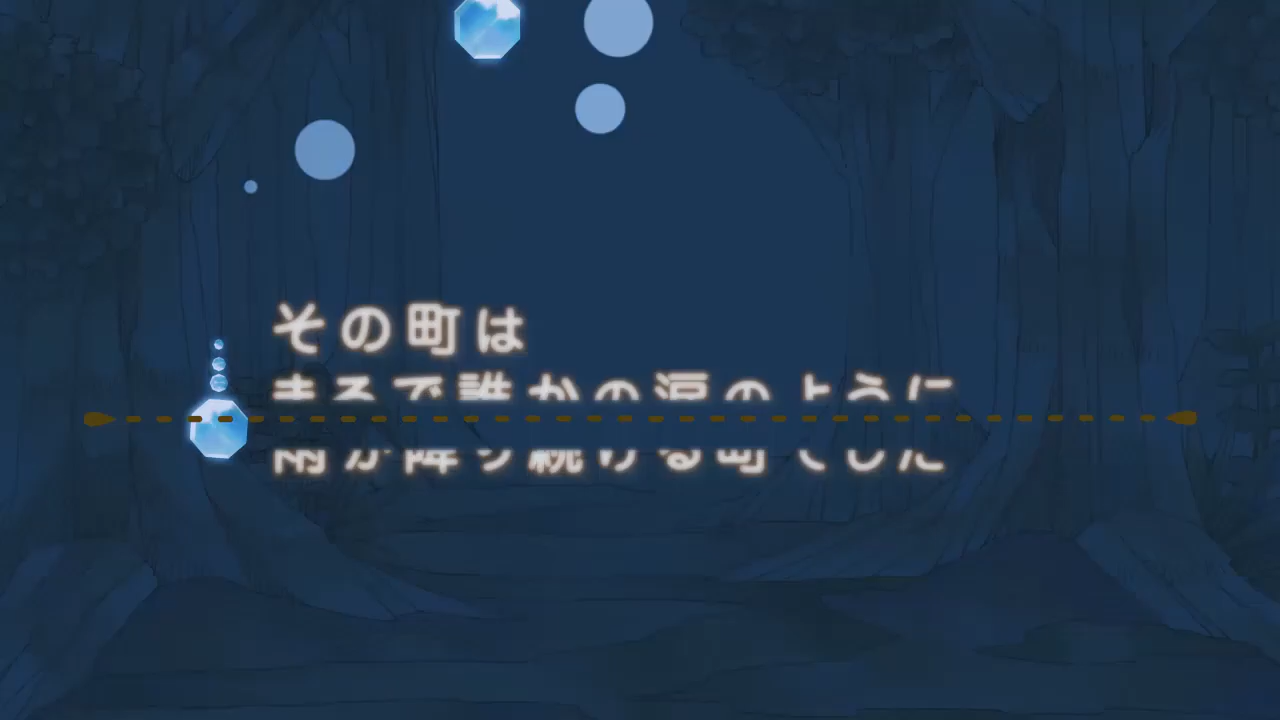 その町は
まるで誰かの涙のように
雨が降り続ける町でした